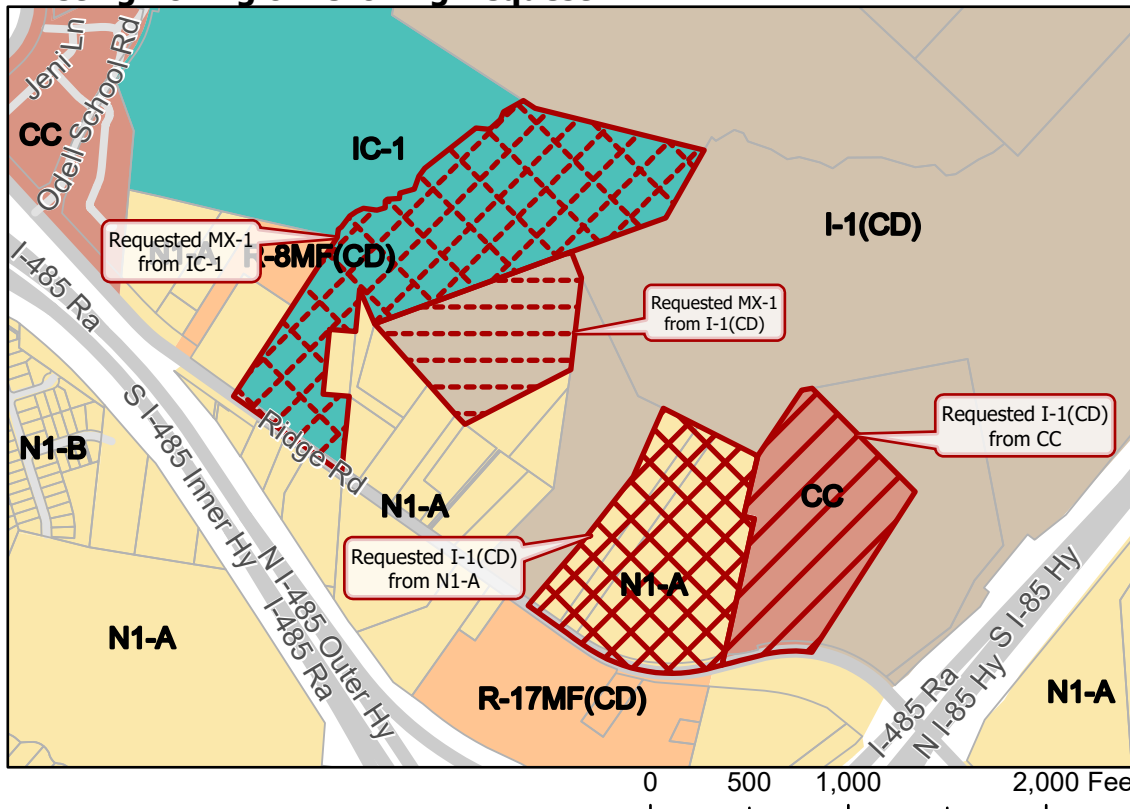 Jeni Ln
Odell School Rd
CC
IC-1
I-1(CD)
Requested MX-1
from IC-1
R-8MF(CD)
Requested MX-1
from I-1(CD)
I-485 Ra
S I-485 Inner Hy
N1-B
Ridge Rd
N1-A
Requested I-1(CD)
from CC
CC
Requested I-1(CD)
from N1-A
N1-A
N I-485 Outer Hy
I-485 Ra
N1-A
R-17MF(CD)
S I-85 Hy
I-485 Ra
N I-85 Hy
N1-A
0 500 1,000 2,000 Fee